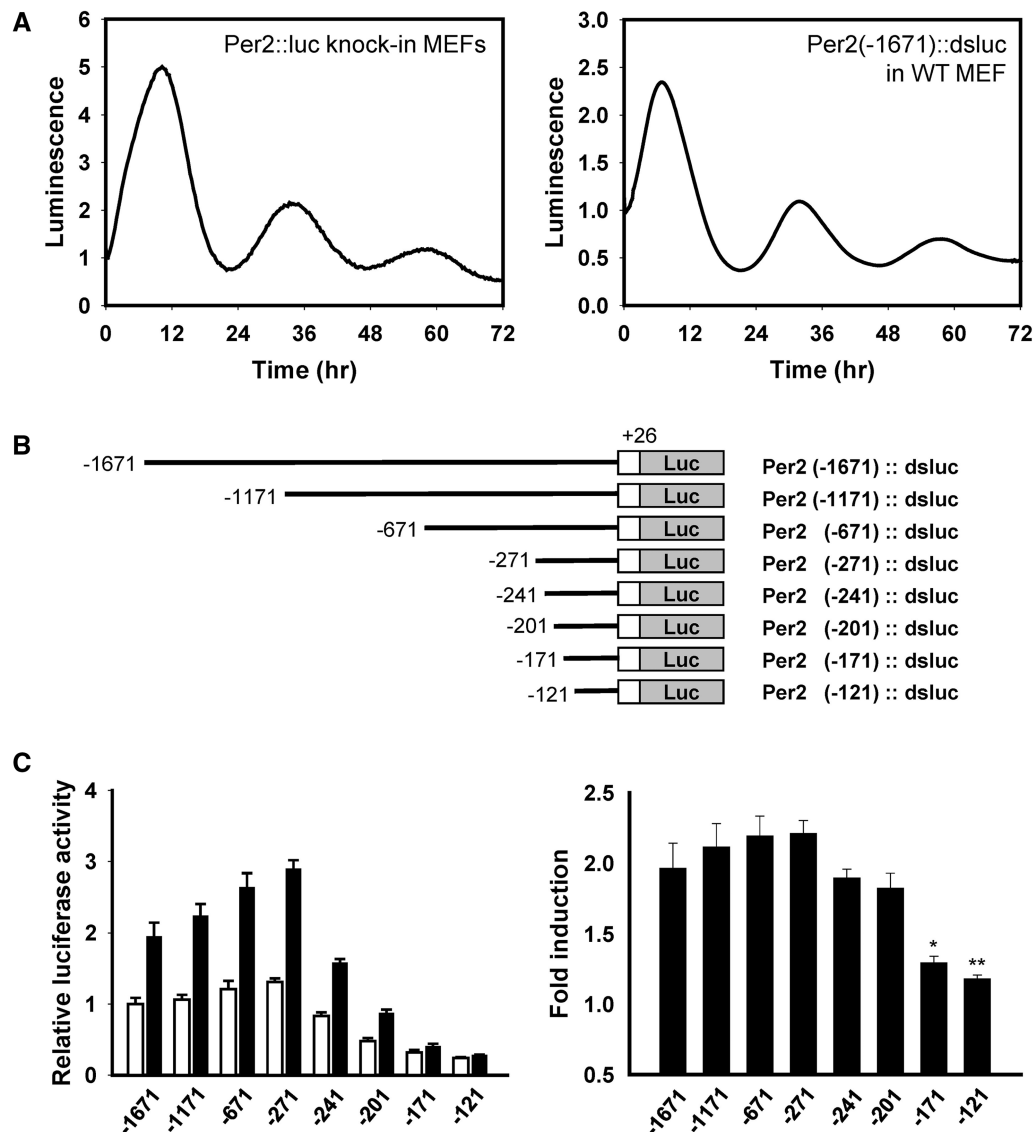 A
Per2::luc knock-in MEFs
Luminescence
6
5
4
3
2
1
0
0 12 24 36 48 60 72
Time (hr)
Per2(-1671)::dsluc
in WT MEF
Luminescence
3.0
2.5
2.0
1.5
1.0
0.5
0.0
0 12 24 36 48 60 72
Time (hr)
B
+26
-1671 Luc Per2 (-1671) :: dsluc
-1171 Luc Per2 (-1171) :: dsluc
-671 Luc Per2 (-671) :: dsluc
-271 Luc Per2 (-271) :: dsluc
-241 Luc Per2 (-241) :: dsluc
-201 Luc Per2 (-201) :: dsluc
-171 Luc Per2 (-171) :: dsluc
-121 Luc Per2 (-121) :: dsluc
C
Relative luciferase activity
4
3
2
1
0
-1671 -1171 -671 -271 -241 -201 -171 -121
Fold induction
2.5
2.0
1.5
1.0
0.5
* **
-1671 -1171 -671 -271 -241 -201 -171 -121